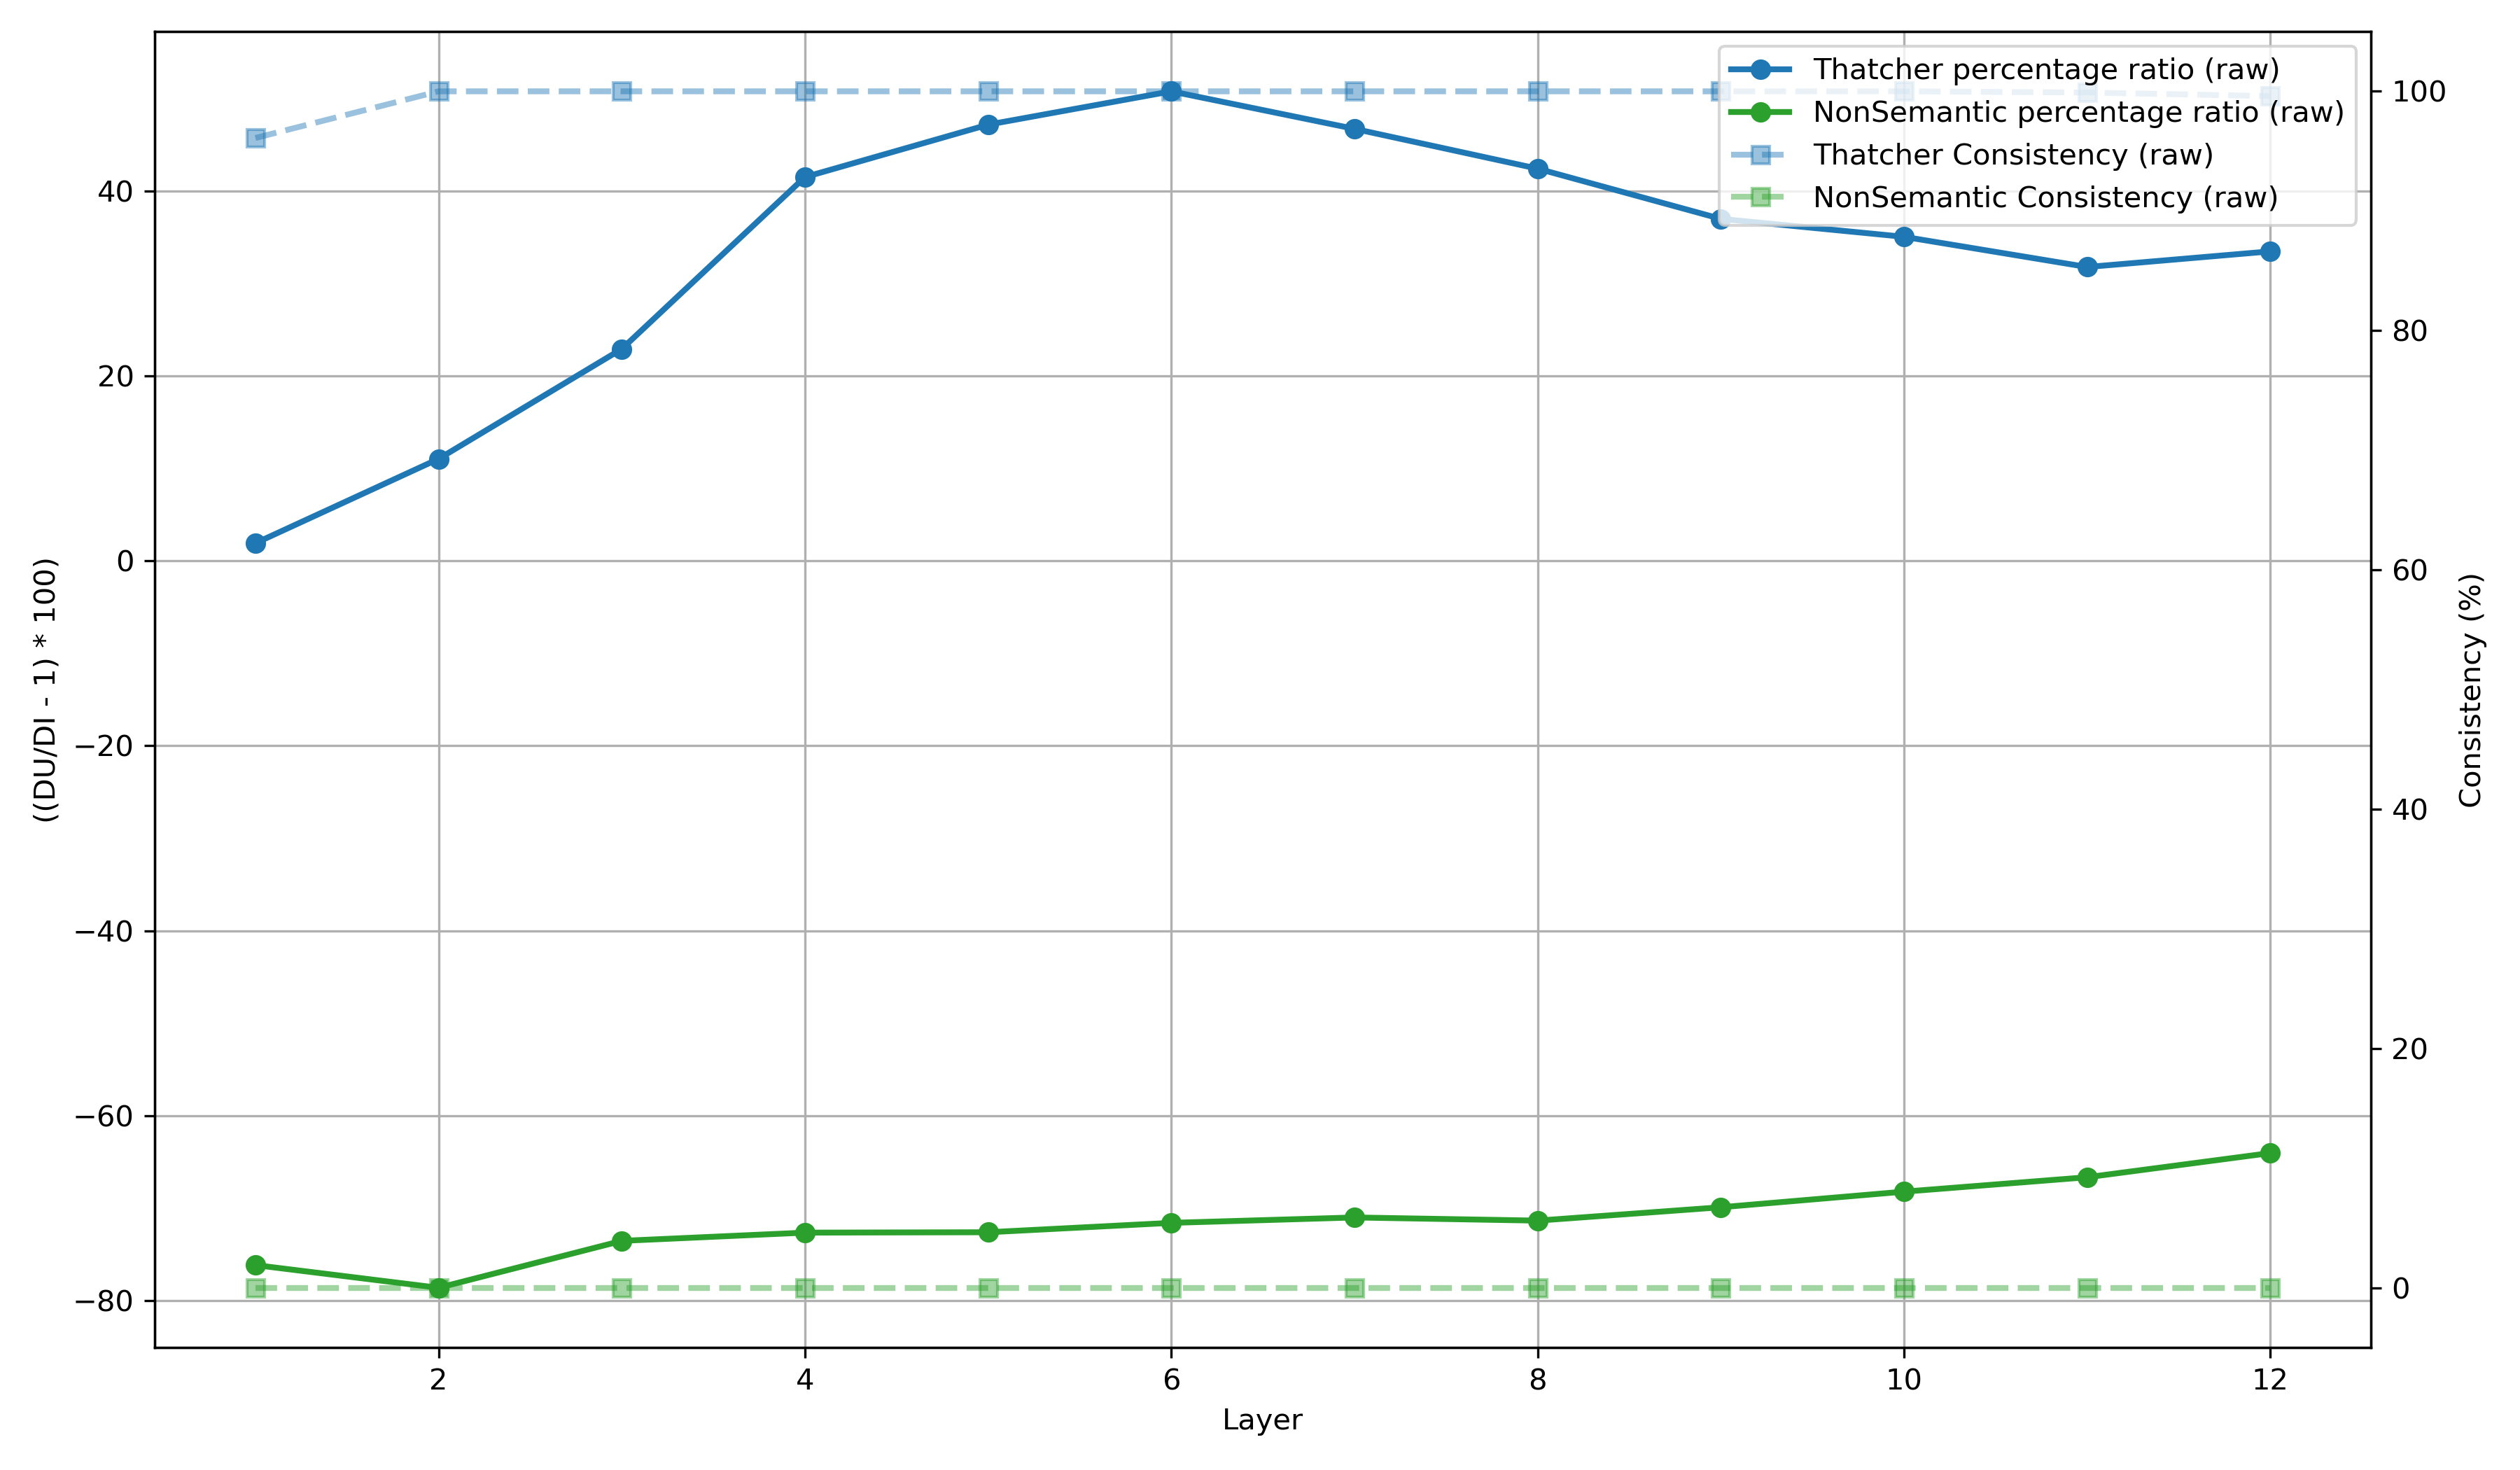 Thatcher percentage ratio (raw)
NonSemantic percentage ratio (raw)
Thatcher Consistency (raw)
NonSemantic Consistency (raw)
40
20
0
−20
−40
−60
−80
((DU/DI - 1) * 100)
100
80
60
40
20
0
Consistency (%)
2 4 6 8 10 12
Layer